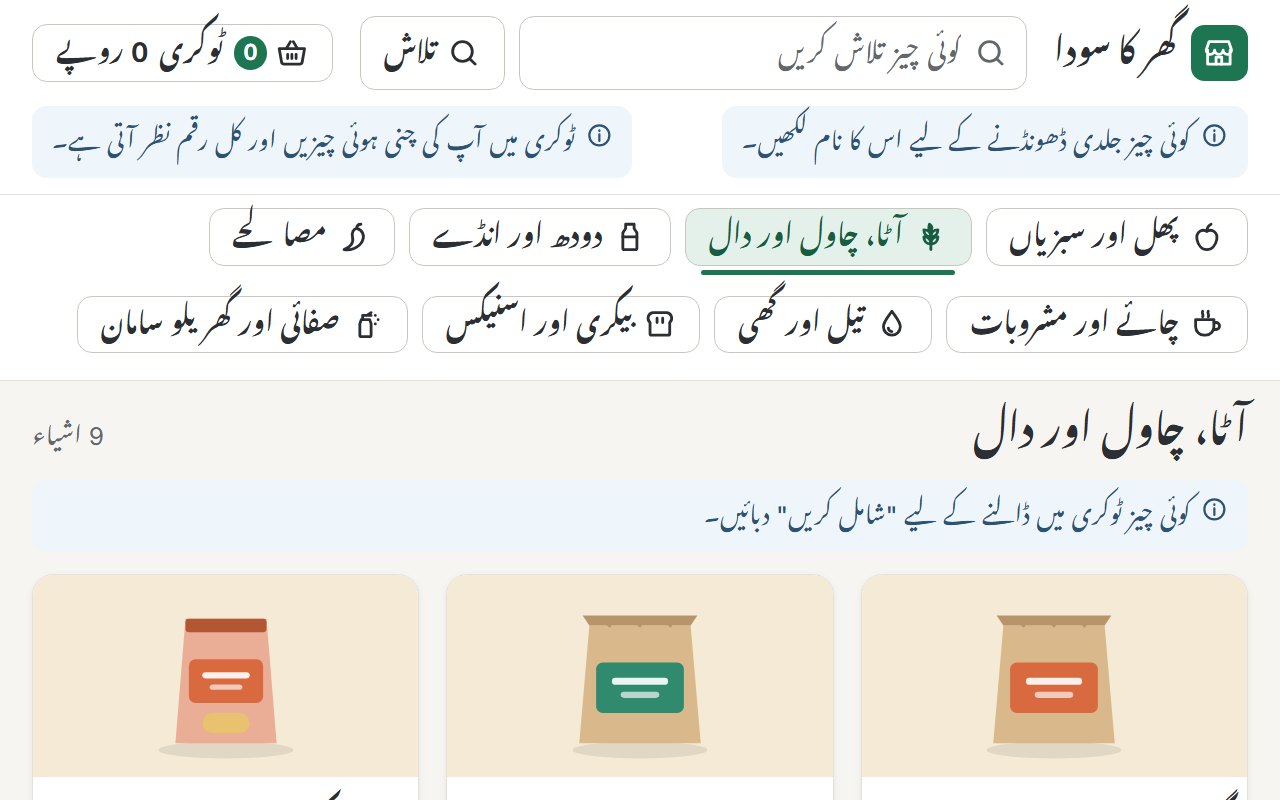 گھر کا سودا
کوئی چیز تلاش کریں
تلاش
0 ٹوکری 0 روپے
کوئی چیز جلدی ڈھونڈنے کے لیے اس کا نام لکھیں۔
ٹوکری میں آپ کی چنی ہوئی چیزیں اور کل رقم نظر آتی ہے۔
پھل اور سبزیاں
آٹا، چاول اور دال
دودھ اور انڈے
مصالحے
چائے اور مشروبات
تیل اور گھی
بیکری اور اسنیکس
صفائی اور گھریلو سامان
آٹا، چاول اور دال
9 اشیاء
کوئی چیز ٹوکری میں ڈالنے کے لیے "شامل کریں" دبائیں۔